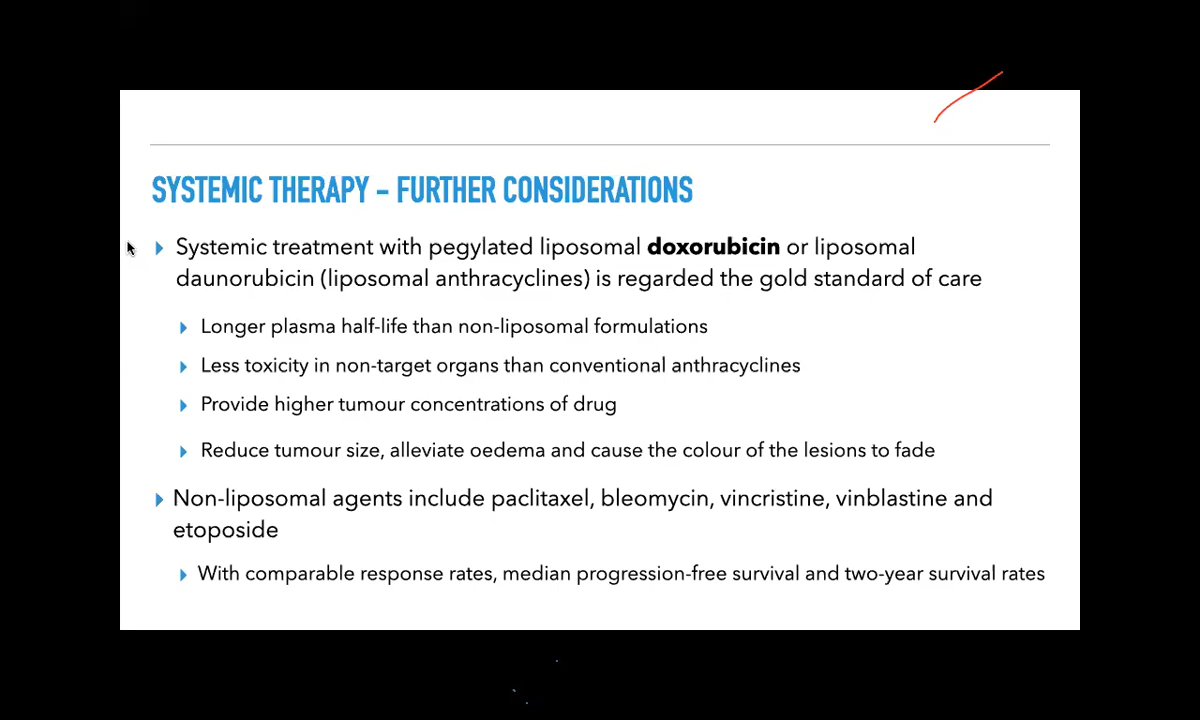 SYSTEMIC THERAPY – FURTHER CONSIDERATIONS
Systemic treatment with pegylated liposomal doxorubicin or liposomal
daunorubicin (liposomal anthracyclines) is regarded the gold standard of care
Longer plasma half-life than non-liposomal formulations
Less toxicity in non-target organs than conventional anthracyclines
Provide higher tumour concentrations of drug
Reduce tumour size, alleviate oedema and cause the colour of the lesions to fade
Non-liposomal agents include paclitaxel, bleomycin, vincristine, vinblastine and
etoposide
With comparable response rates, median progression-free survival and two-year survival rates